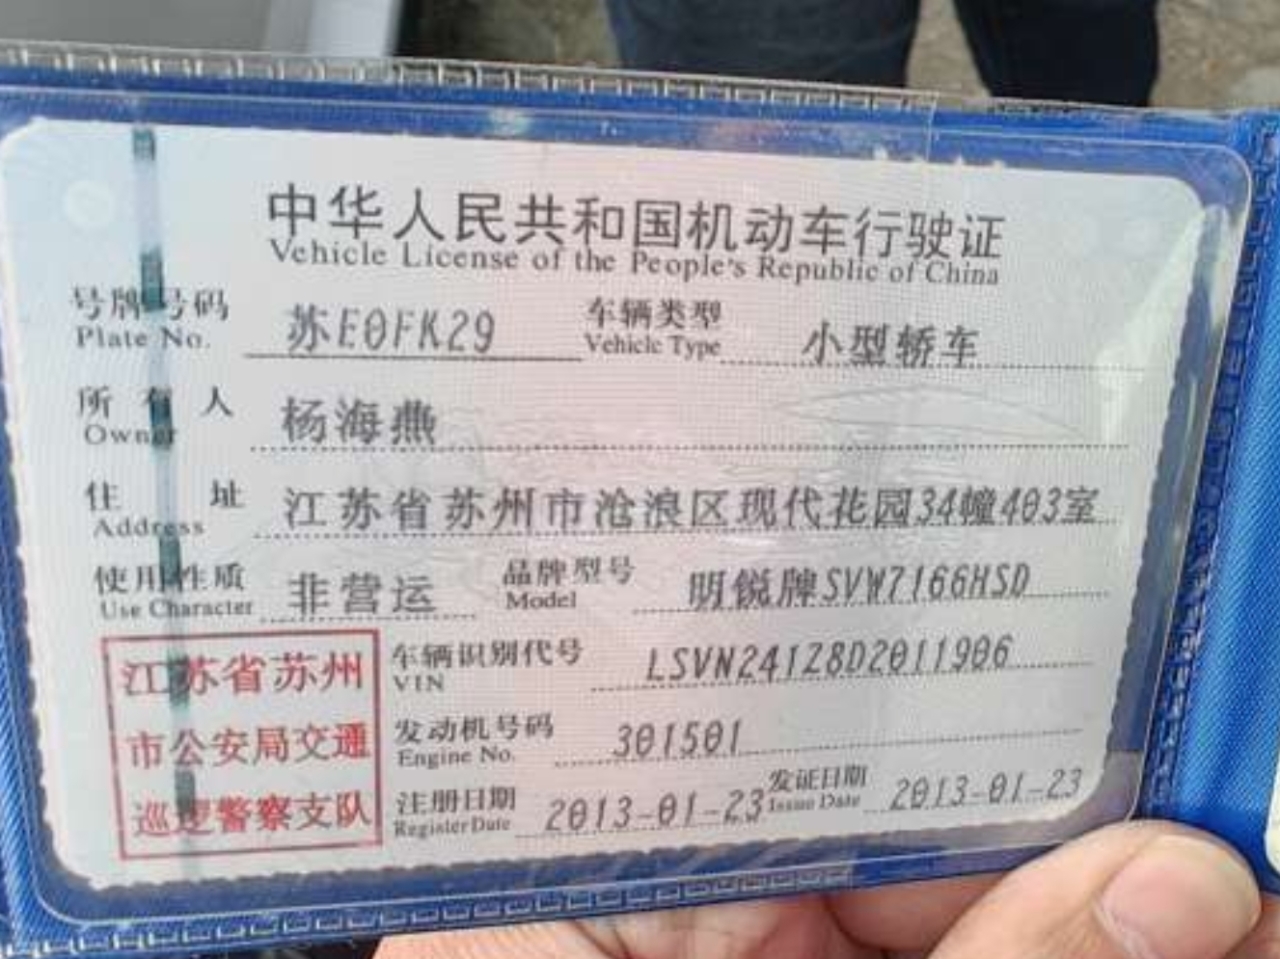 中华人民共和国机动车行驶证
Vehicle License of the People's Republic of China
号牌号码 苏E0FK29 车辆类型 小型轿车
Plate No. Vehicle Type
所有人 杨海燕
Owner
住址 江苏省苏州市沧浪区现代花园34幢403室
Address
使用性质 非营运 品牌型号 明锐牌SVW7166HSD
Use Character Model
江苏省苏州
市公安局交通
巡逻警察支队
车辆识别代号 LSVN241Z8D2011906
VIN
发动机号码 301501
Engine No.
注册日期 2013-01-23 发证日期 2013-01-23
Register Date Issue Date